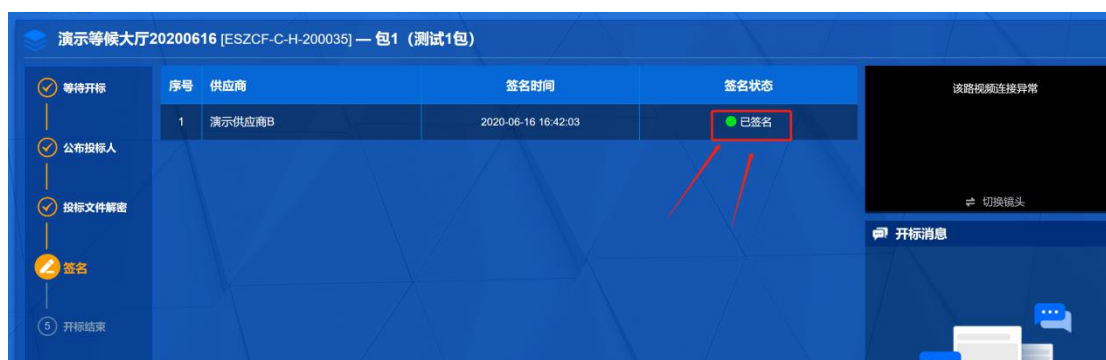 演示等候大厅20200616 [ESZCF-C-H-200035] — 包1（测试1包）
等待开标
公布投标人
投标文件解密
签名
5 开标结束
序号 供应商 签名时间 签名状态
1 演示供应商B 2020-06-16 16:42:03 已签名
该路视频连接异常
切换镜头
开标消息